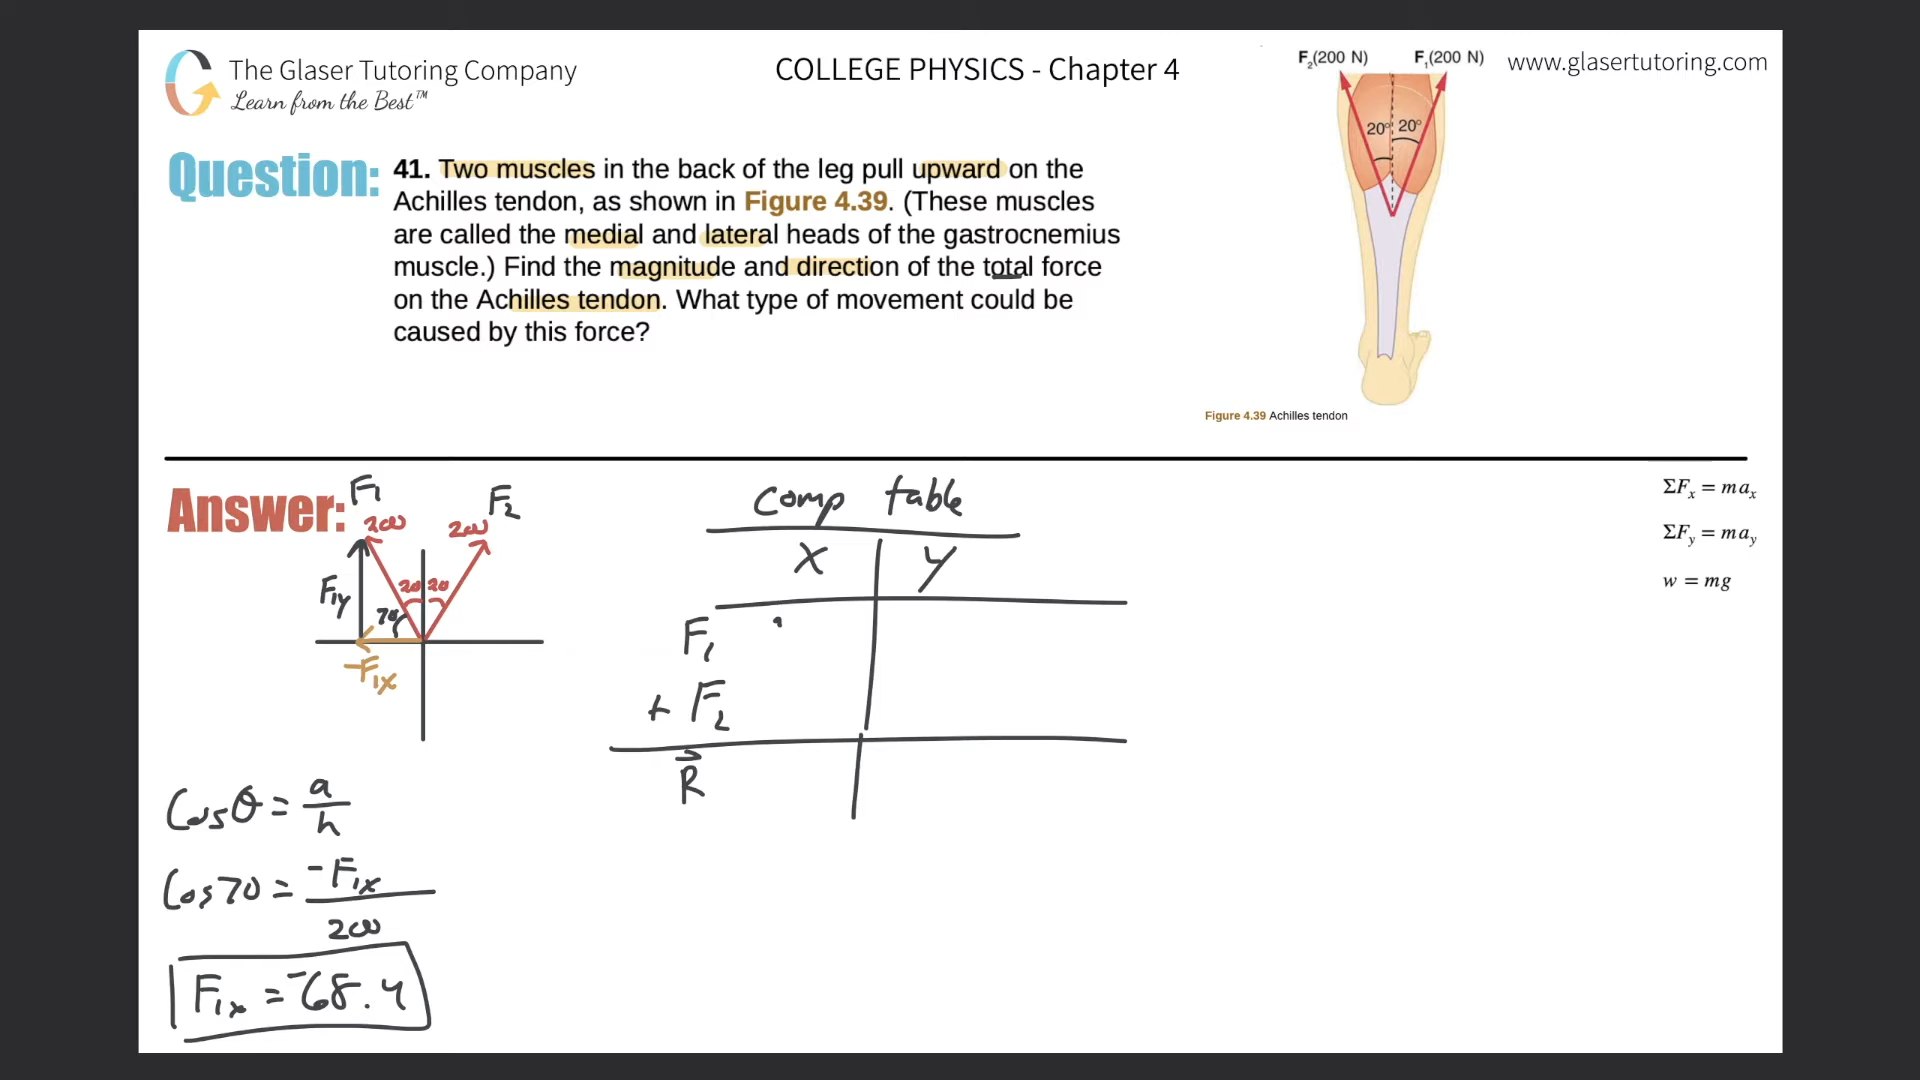 The Glaser Tutoring Company
Learn from the Best™
COLLEGE PHYSICS - Chapter 4
F₂(200 N)
F₁(200 N)
www.glasertutoring.com
20°
20°
Question:
41. Two muscles in the back of the leg pull upward on the
Achilles tendon, as shown in Figure 4.39. (These muscles
are called the medial and lateral heads of the gastrocnemius
muscle.) Find the magnitude and direction of the total force
on the Achilles tendon. What type of movement could be
caused by this force?
Figure 4.39 Achilles tendon
Answer:
F₁
200
F₂
200
20
20
F₁y
70
-F₁x
Comp table
X
Y
F₁
+ F₂
R⃗
ΣFₓ = maₓ
ΣF_y = ma_y
w = mg
Cosθ = a/h
Cos70 = -F₁x/200
F₁x = -68.4